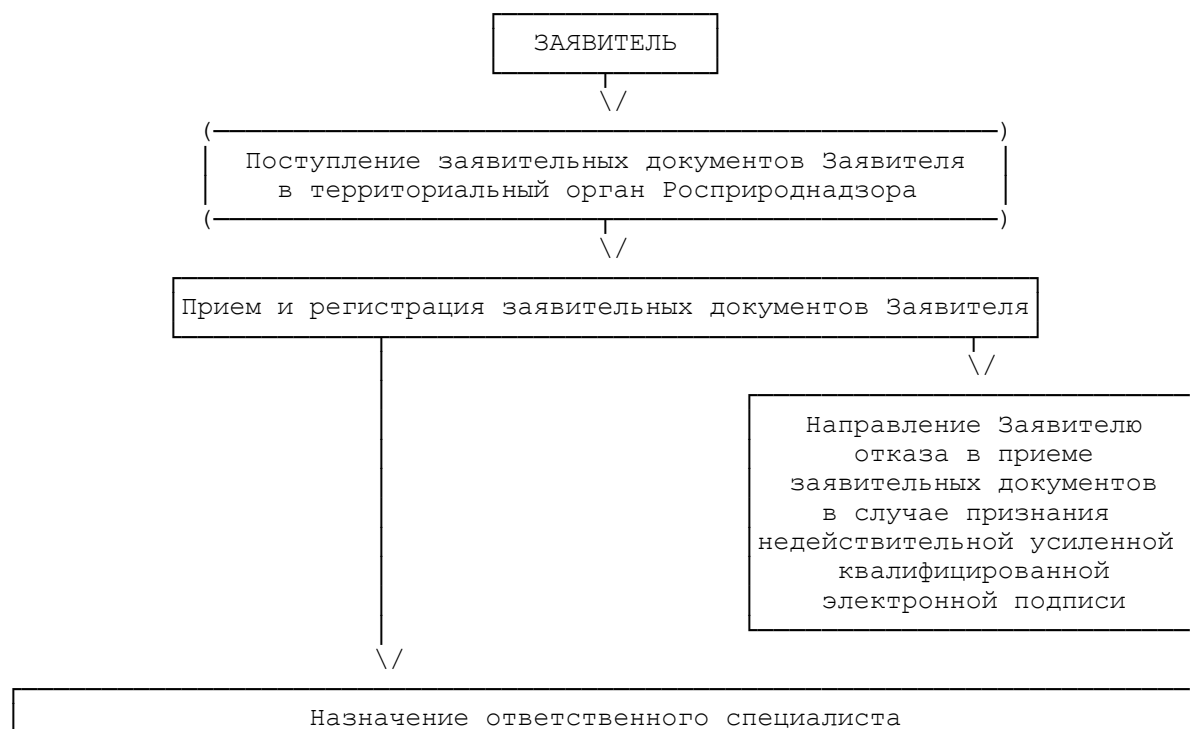 ЗАЯВИТЕЛЬ
Поступление заявительных документов Заявителя
в территориальный орган Росприроднадзора
Прием и регистрация заявительных документов Заявителя
Направление Заявителю
отказа в приеме
заявительных документов
в случае признания
недействительной усиленной
квалифицированной
электронной подписи
Назначение ответственного специалиста